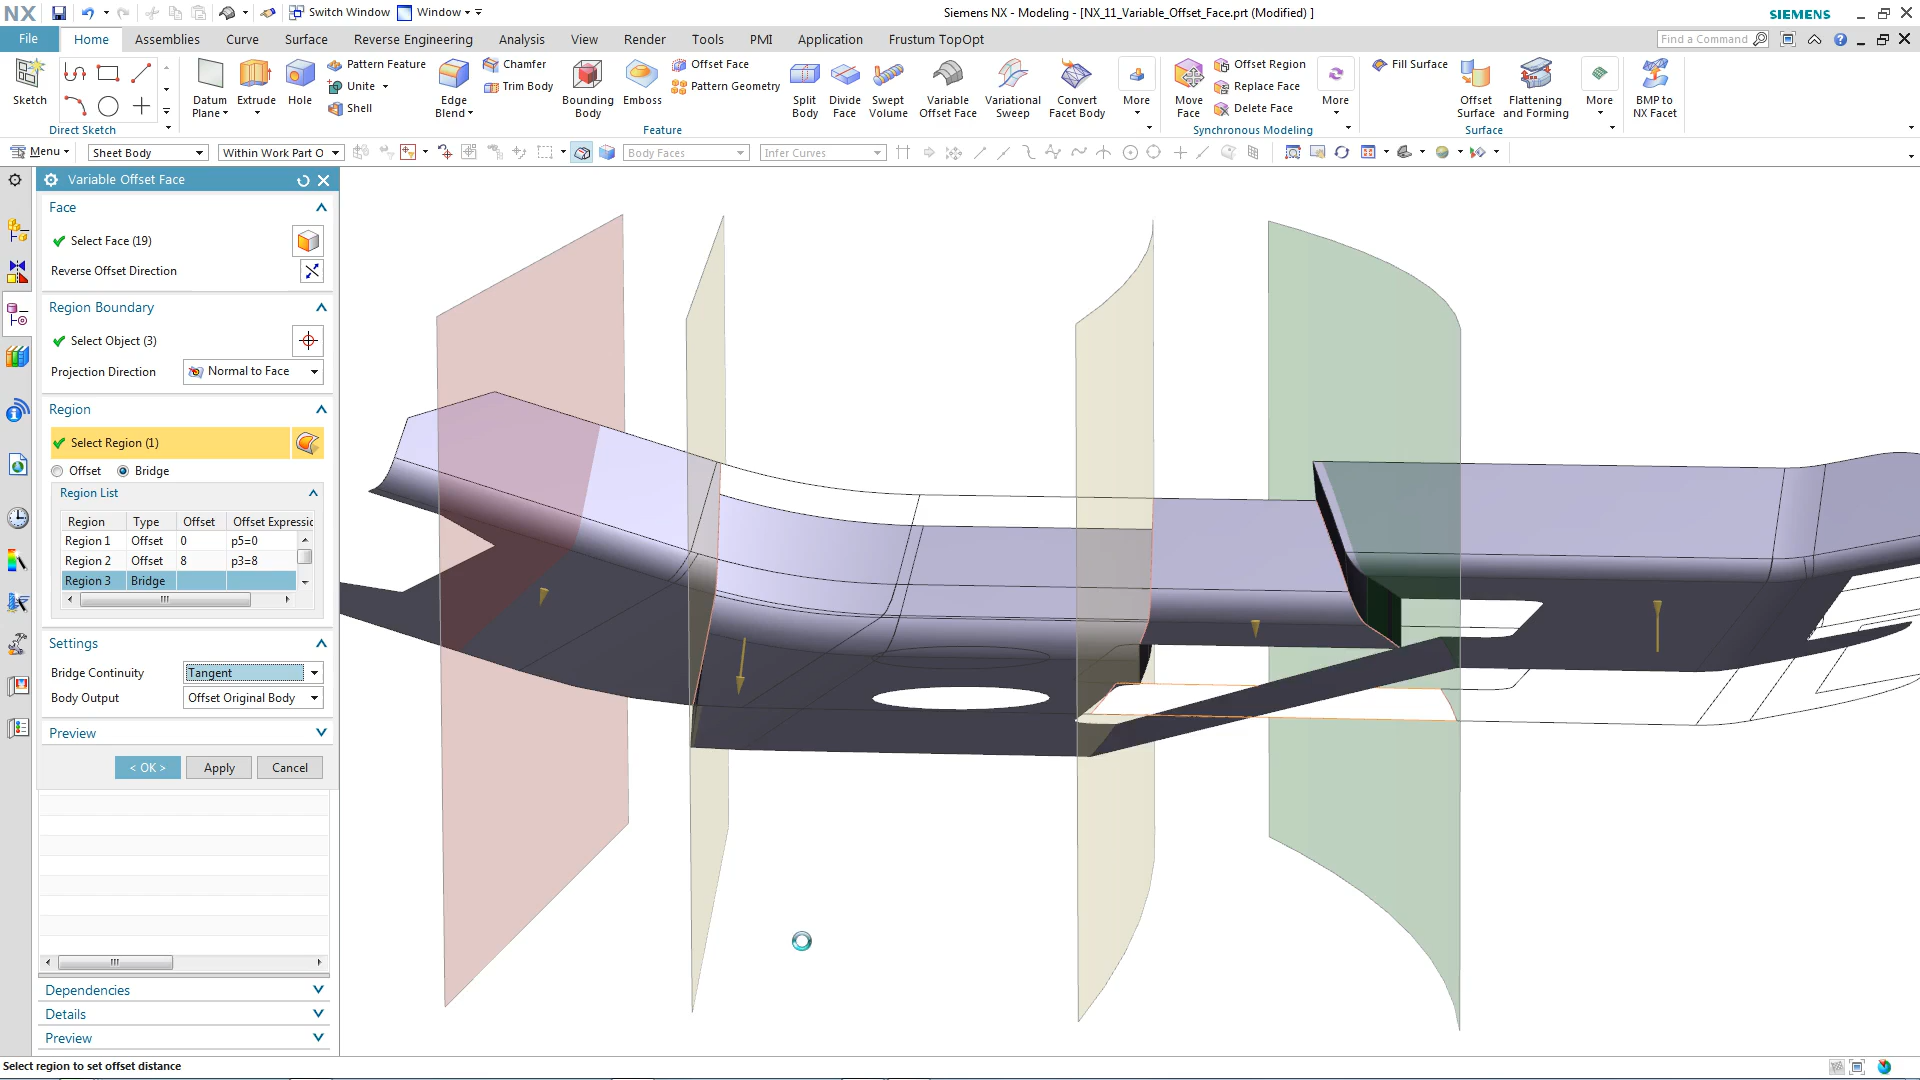 NX
Switch Window
Window
Siemens NX - Modeling - [NX_11_Variable_Offset_Face.prt (Modified) ]
SIEMENS
File
Home
Assemblies
Curve
Surface
Reverse Engineering
Analysis
View
Render
Tools
PMI
Application
Frustum TopOpt
Find a Command
Sketch
Direct Sketch
Datum Plane
Extrude
Hole
Pattern Feature
Unite
Shell
Edge Blend
Chamfer
Trim Body
Bounding Body
Emboss
Offset Face
Pattern Geometry
Split Body
Divide Face
Swept Volume
Variable Offset Face
Variational Sweep
Convert Facet Body
More
Feature
Move Face
Offset Region
Replace Face
Delete Face
More
Synchronous Modeling
Fill Surface
Offset Surface
Flattening and Forming
More
Surface
BMP to NX Facet
Menu
Sheet Body
Within Work Part O
Body Faces
Infer Curves
Variable Offset Face
Face
Select Face (19)
Reverse Offset Direction
Region Boundary
Select Object (3)
Projection Direction
Normal to Face
Region
Select Region (1)
Offset
Bridge
Region List
Region Type Offset Offset Expressic
Region 1 Offset 0 p5=0
Region 2 Offset 8 p3=8
Region 3 Bridge
Settings
Bridge Continuity
Tangent
Body Output
Offset Original Body
Preview
< OK >
Apply
Cancel
Dependencies
Details
Preview
Select region to set offset distance